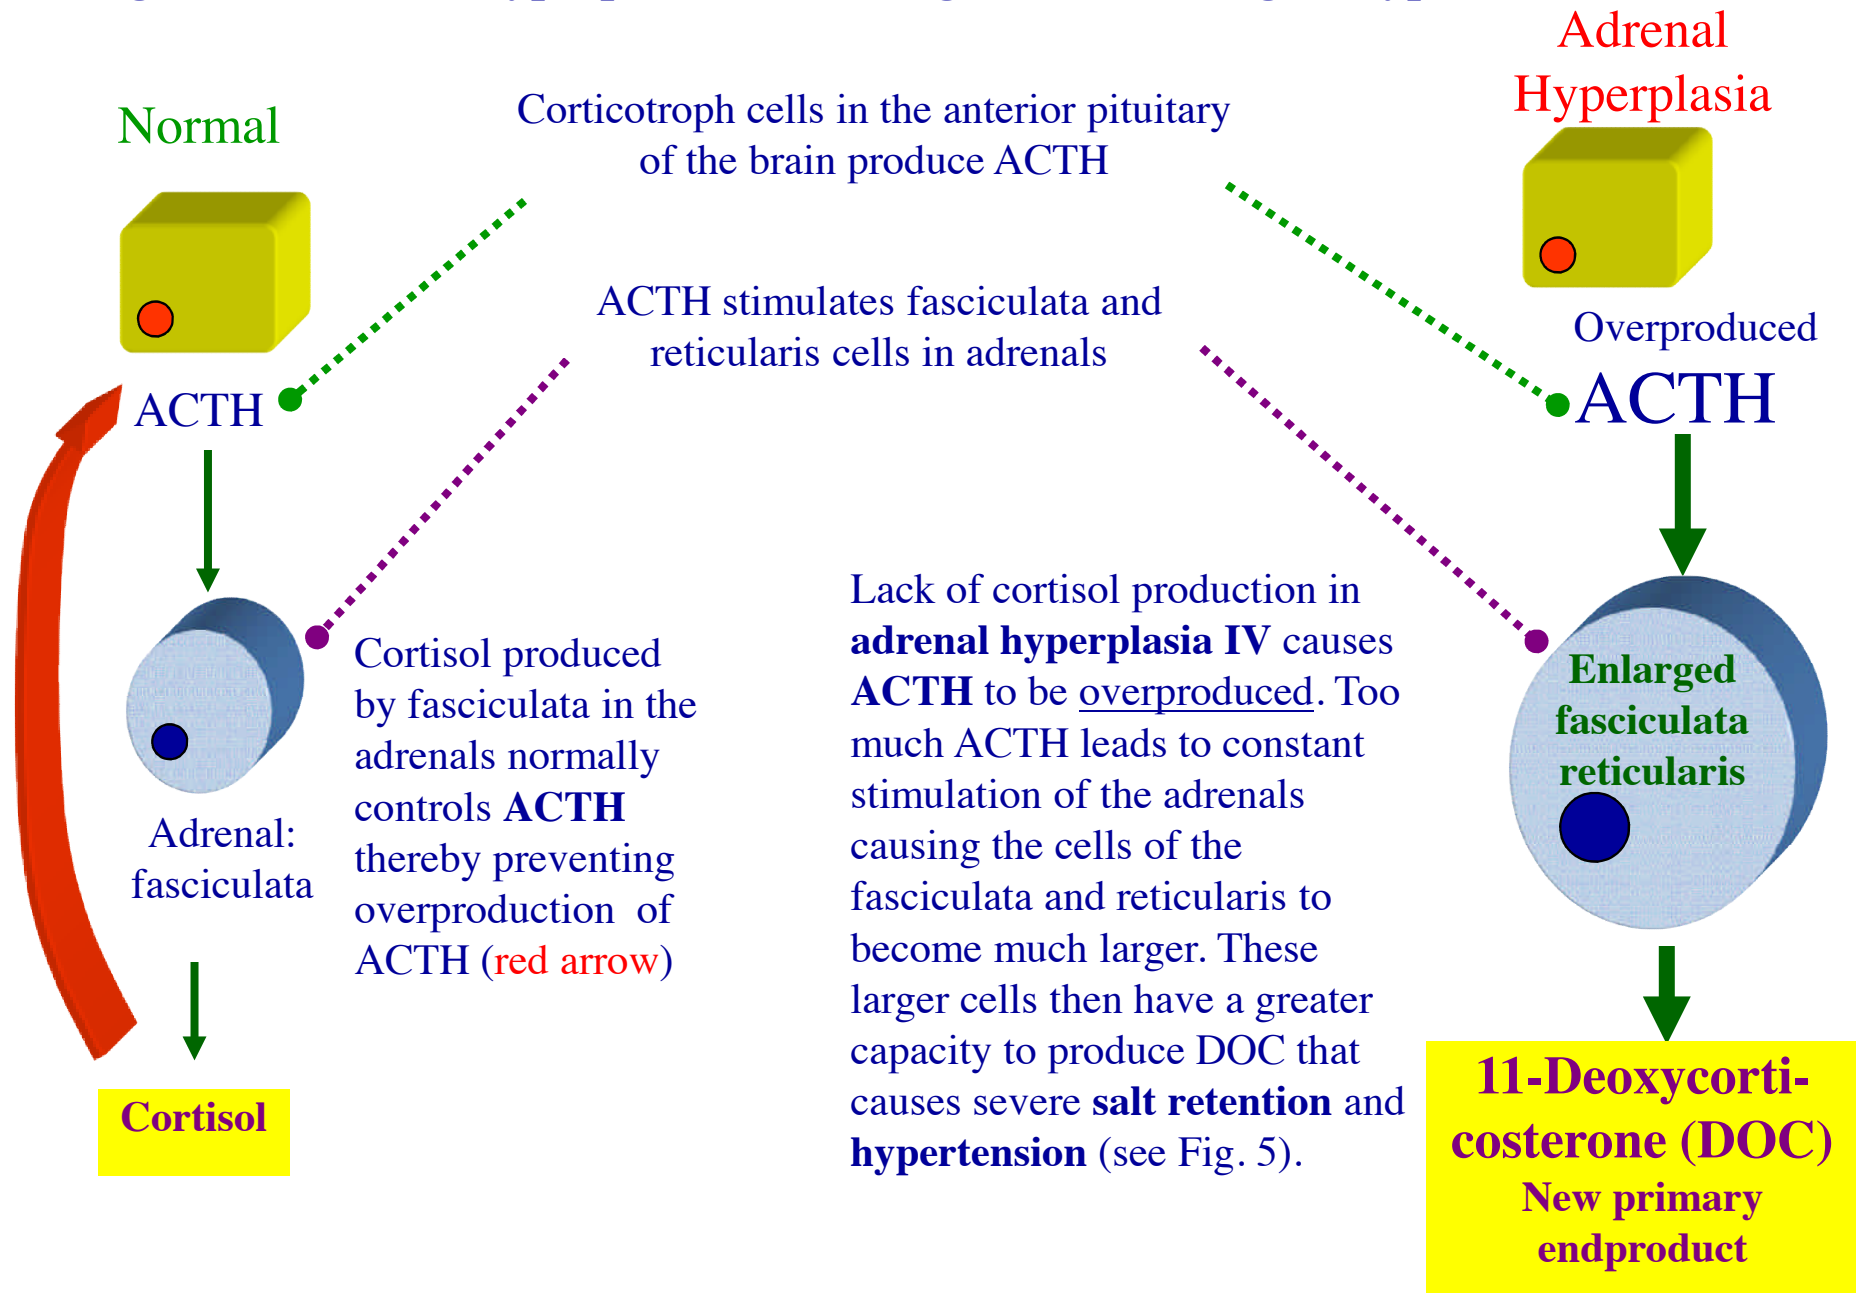 Adrenal
Hyperplasia
Normal
Corticotroph cells in the anterior pituitary
of the brain produce ACTH
ACTH stimulates fasciculata and
reticularis cells in adrenals
Overproduced
ACTH
ACTH
Cortisol produced
by fasciculata in the
adrenals normally
controls ACTH
thereby preventing
overproduction of
ACTH (red arrow)
Adrenal:
fasciculata
Cortisol
Lack of cortisol production in
adrenal hyperplasia IV causes
ACTH to be overproduced. Too
much ACTH leads to constant
stimulation of the adrenals
causing the cells of the
fasciculata and reticularis to
become much larger. These
larger cells then have a greater
capacity to produce DOC that
causes severe salt retention and
hypertension (see Fig. 5).
Enlarged
fasciculata
reticularis
11-Deoxycorti-
costerone (DOC)
New primary
endproduct